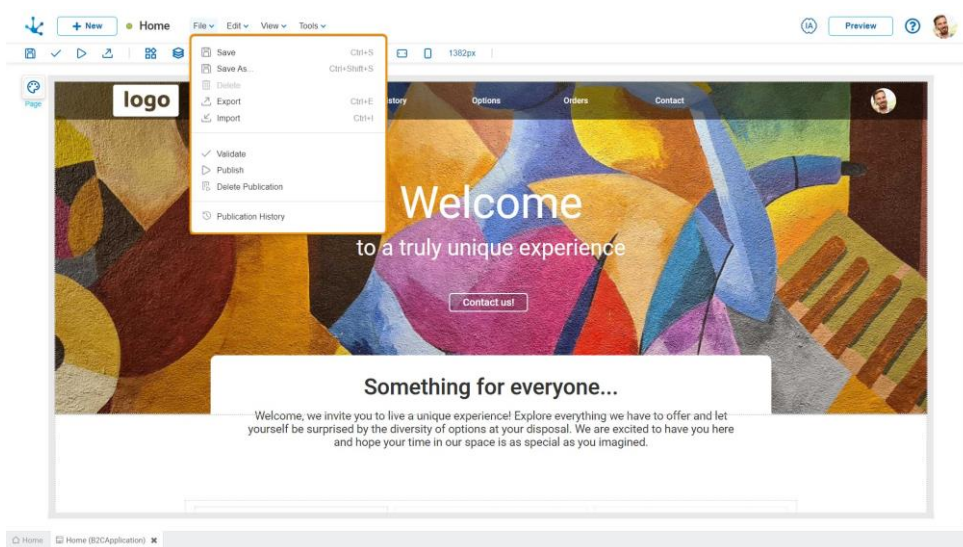 + New
Home
File
Edit
View
Tools
IA
Preview
?
1382px
Page
Save Ctrl+S
Save As... Ctrl+Shift+S
Delete
Export Ctrl+E
Import Ctrl+I
Validate
Publish
Delete Publication
Publication History
logo
story
Options
Orders
Contact
Welcome
to a truly unique experience
Contact us!
Something for everyone...
Welcome, we invite you to live a unique experience! Explore everything we have to offer and let
yourself be surprised by the diversity of options at your disposal. We are excited to have you here
and hope your time in our space is as special as you imagined.
Home
Home (B2CApplication)